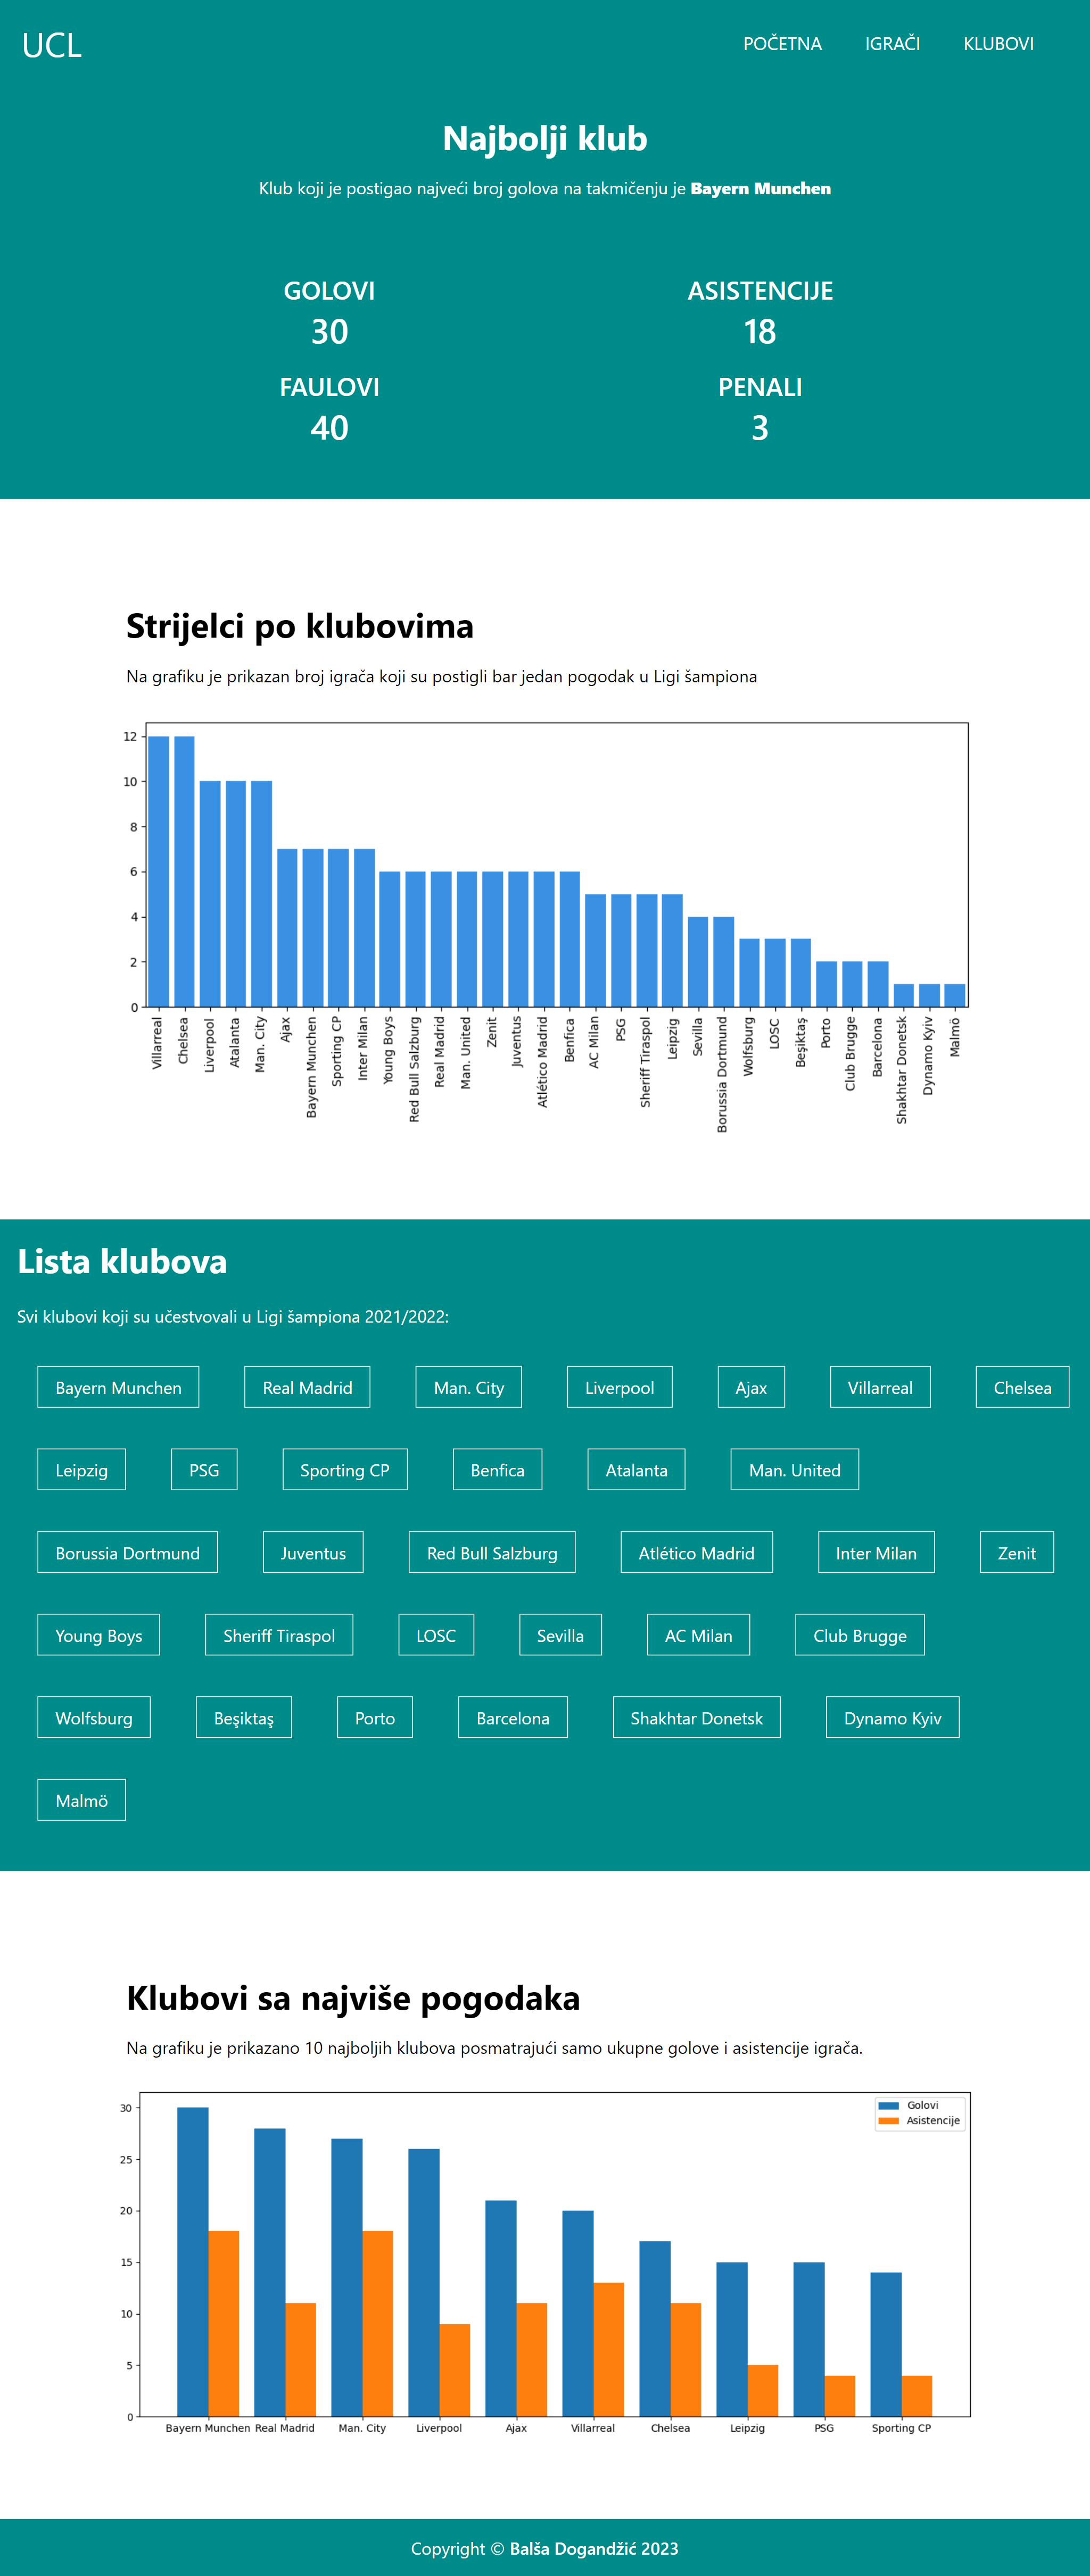 UCL
POČETNA IGRAČI KLUBOVI
Najbolji klub
Klub koji je postigao najveći broj golova na takmičenju je Bayern Munchen
GOLOVI ASISTENCIJE
30 18
FAULOVI PENALI
40 3
Strijelci po klubovima
Na grafiku je prikazan broj igrača koji su postigli bar jedan pogodak u Ligi šampiona
12
10
8
6
4
2
0
Villarreal
Chelsea
Liverpool
Atalanta
Man. City
Ajax
Bayern Munchen
Sporting CP
Inter Milan
Young Boys
Red Bull Salzburg
Real Madrid
Man. United
Zenit
Juventus
Atlético Madrid
Benfica
AC Milan
PSG
Sheriff Tiraspol
Leipzig
Sevilla
Borussia Dortmund
Wolfsburg
LOSC
Beşiktaş
Porto
Club Brugge
Barcelona
Shakhtar Donetsk
Dynamo Kyiv
Malmö
Lista klubova
Svi klubovi koji su učestvovali u Ligi šampiona 2021/2022:
Bayern Munchen Real Madrid Man. City Liverpool Ajax Villarreal Chelsea
Leipzig PSG Sporting CP Benfica Atalanta Man. United
Borussia Dortmund Juventus Red Bull Salzburg Atlético Madrid Inter Milan Zenit
Young Boys Sheriff Tiraspol LOSC Sevilla AC Milan Club Brugge
Wolfsburg Beşiktaş Porto Barcelona Shakhtar Donetsk Dynamo Kyiv
Malmö
Klubovi sa najviše pogodaka
Na grafiku je prikazano 10 najboljih klubova posmatrajući samo ukupne golove i asistencije igrača.
Golovi
Asistencije
30
25
20
15
10
5
0
Bayern Munchen Real Madrid Man. City Liverpool Ajax Villarreal Chelsea Leipzig PSG Sporting CP
Copyright © Balša Dogandžić 2023